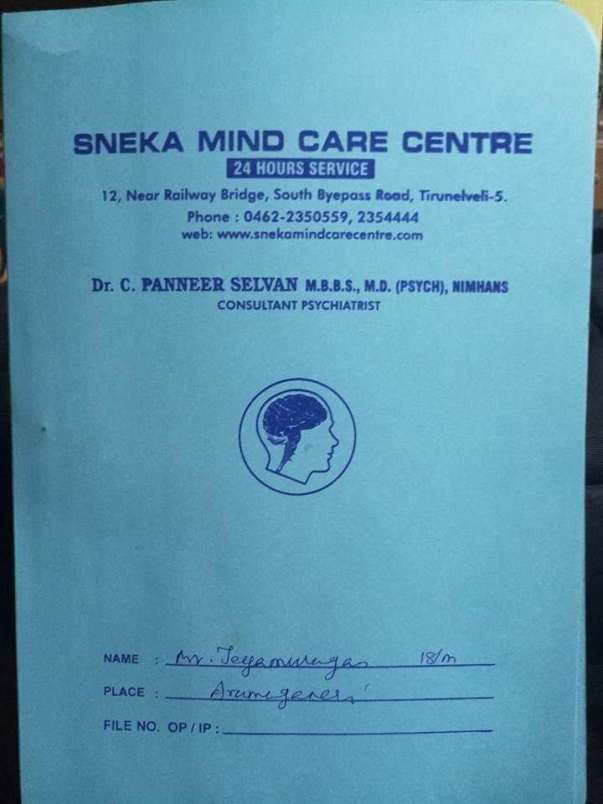 SNEKA MIND CARE CENTRE
24 HOURS SERVICE
12, Near Railway Bridge, South Byepass Road, Tirunelveli-5.
Phone : 0462-2350559, 2354444
web: www.snekamindcarecentre.com
Dr. C. PANNEER SELVAN M.B.B.S., M.D. (PSYCH), NIMHANS
CONSULTANT PSYCHIATRIST
NAME : Mr. Jeyamurugan 18/m
PLACE :
FILE NO. OP / IP :